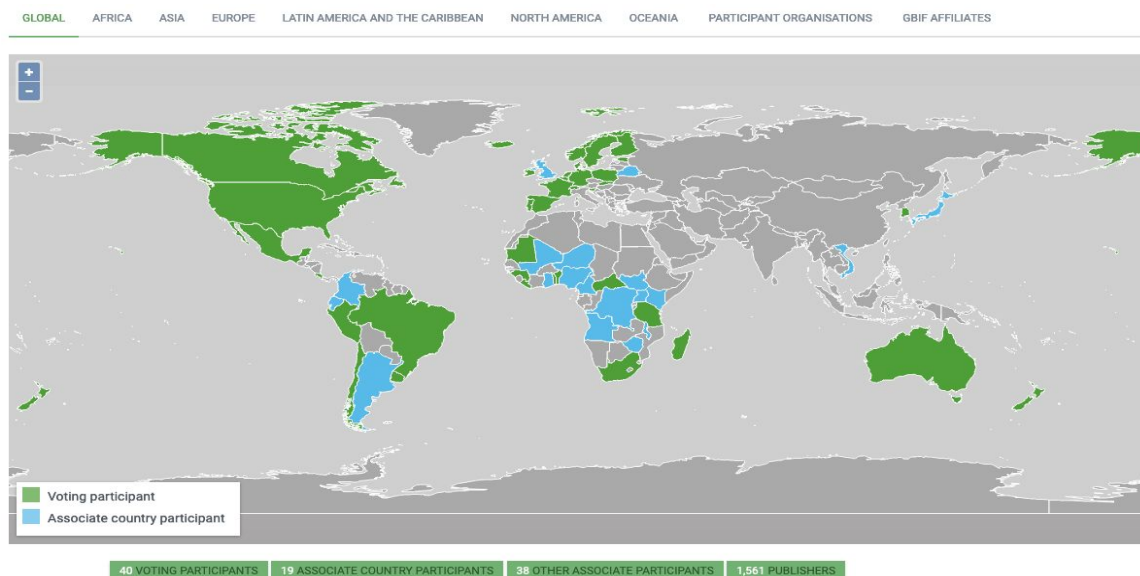 GLOBAL AFRICA ASIA EUROPE LATIN AMERICA AND THE CARIBBEAN NORTH AMERICA OCEANIA PARTICIPANT ORGANISATIONS GBIF AFFILIATES
+
−
Voting participant
Associate country participant
40 VOTING PARTICIPANTS 19 ASSOCIATE COUNTRY PARTICIPANTS 38 OTHER ASSOCIATE PARTICIPANTS 1,561 PUBLISHERS